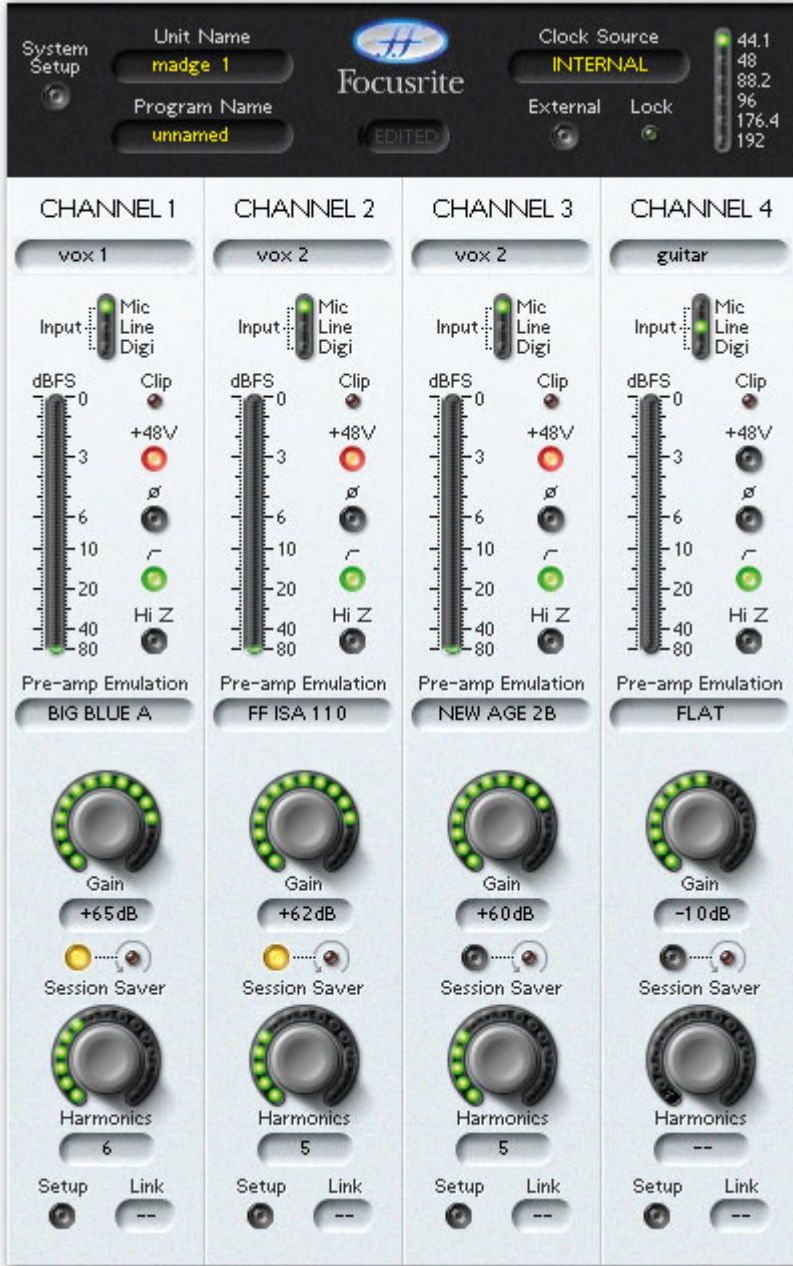 System Setup
Unit Name
madge 1
Program Name
unnamed
Focusrite
EDITED
Clock Source
INTERNAL
External
Lock
44.1
48
88.2
96
176.4
192
CHANNEL 1
vox 1
Input
Mic
Line
Digi
dBFS
0
3
6
10
20
40
80
Clip
+48V
ø
Hi Z
Pre-amp Emulation
BIG BLUE A
Gain
+65dB
Session Saver
Harmonics
6
Setup
Link
--
CHANNEL 2
vox 2
Input
Mic
Line
Digi
dBFS
0
3
6
10
20
40
80
Clip
+48V
ø
Hi Z
Pre-amp Emulation
FF ISA 110
Gain
+62dB
Session Saver
Harmonics
5
Setup
Link
--
CHANNEL 3
vox 2
Input
Mic
Line
Digi
dBFS
0
3
6
10
20
40
80
Clip
+48V
ø
Hi Z
Pre-amp Emulation
NEW AGE 2B
Gain
+60dB
Session Saver
Harmonics
5
Setup
Link
--
CHANNEL 4
guitar
Input
Mic
Line
Digi
dBFS
0
3
6
10
20
40
80
Clip
+48V
ø
Hi Z
Pre-amp Emulation
FLAT
Gain
-10dB
Session Saver
Harmonics
--
Setup
Link
--